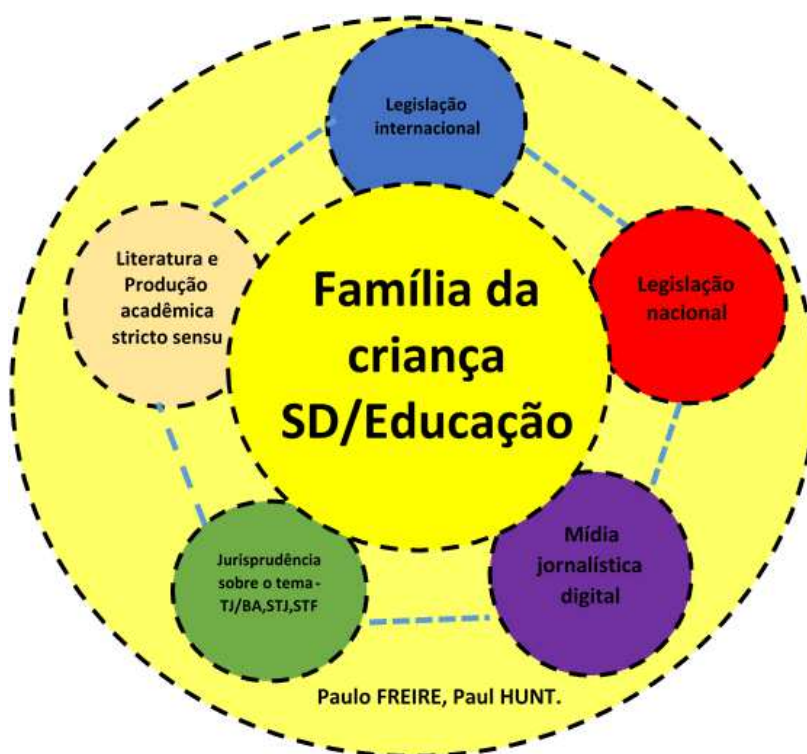 Legislação
internacional
Literatura e
Produção
acadêmica
stricto sensu
Família da
criança
SD/Educação
Legislação
nacional
Jurisprudência
sobre o tema -
TJ/BA,STJ,STF
Mídia
jornalística
digital
Paulo FREIRE, Paul HUNT.